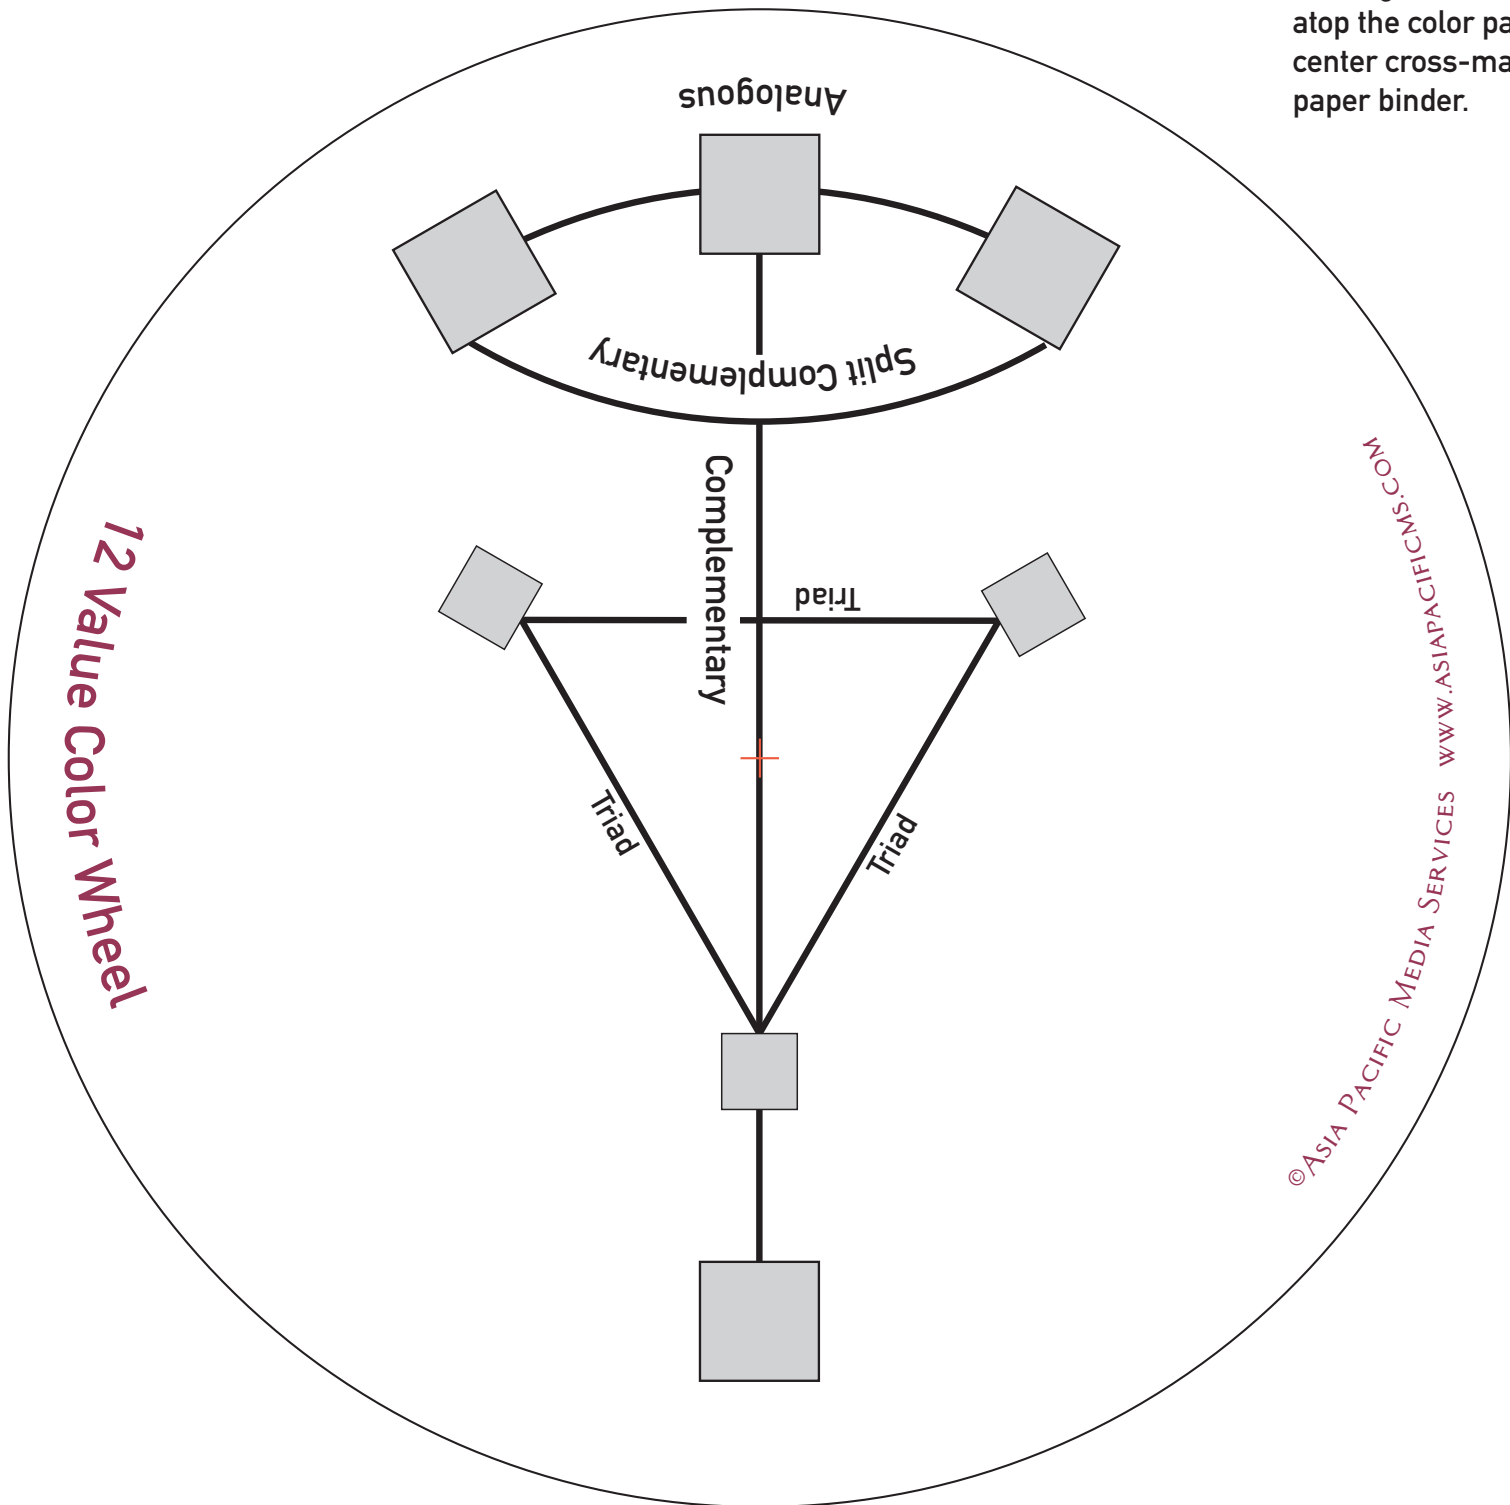 atop the color pa
center cross-ma
paper binder.
Analogous
Split Complementary
Complementary
Triad
Triad
Triad
12 Value Color Wheel
©ASIA PACIFIC MEDIA SERVICES WWW.ASIAPACIFICMS.COM